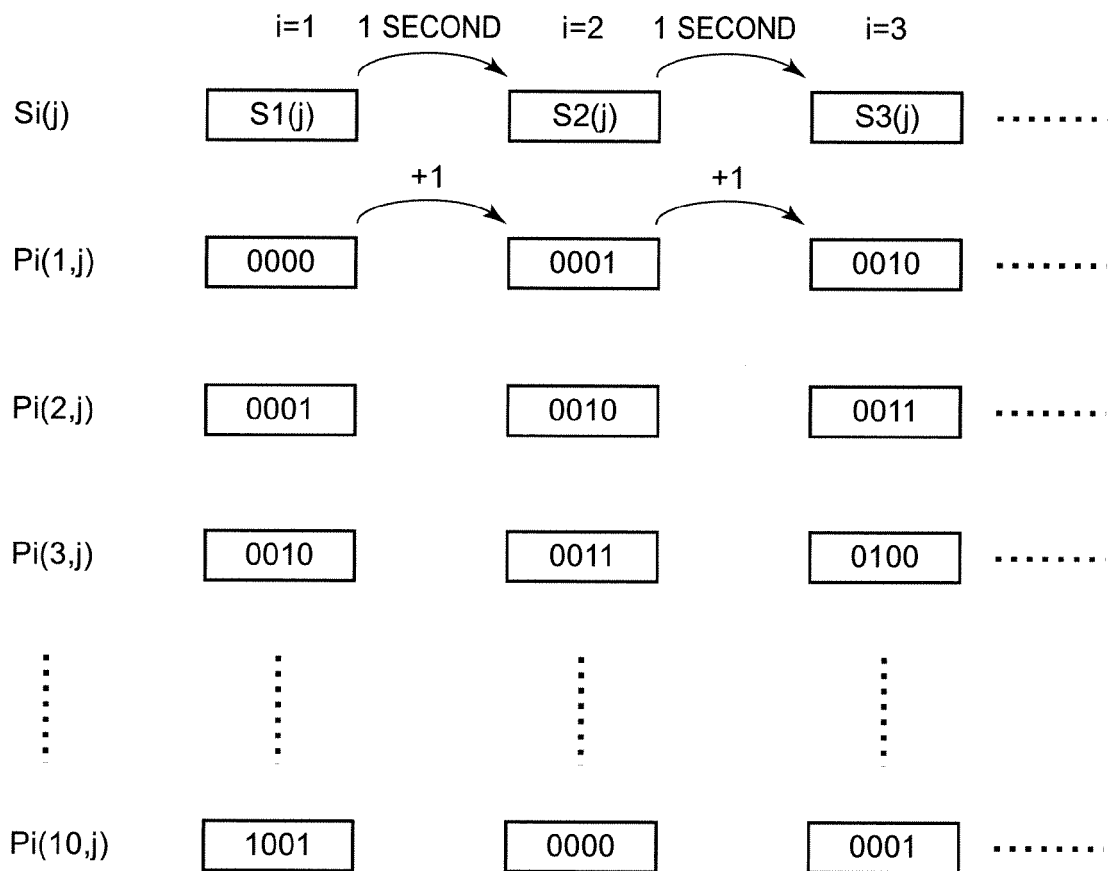 i=1 1 SECOND i=2 1 SECOND i=3
Si(j) S1(j) S2(j) S3(j)
+1 +1
Pi(1,j) 0000 0001 0010
Pi(2,j) 0001 0010 0011
Pi(3,j) 0010 0011 0100
Pi(10,j) 1001 0000 0001